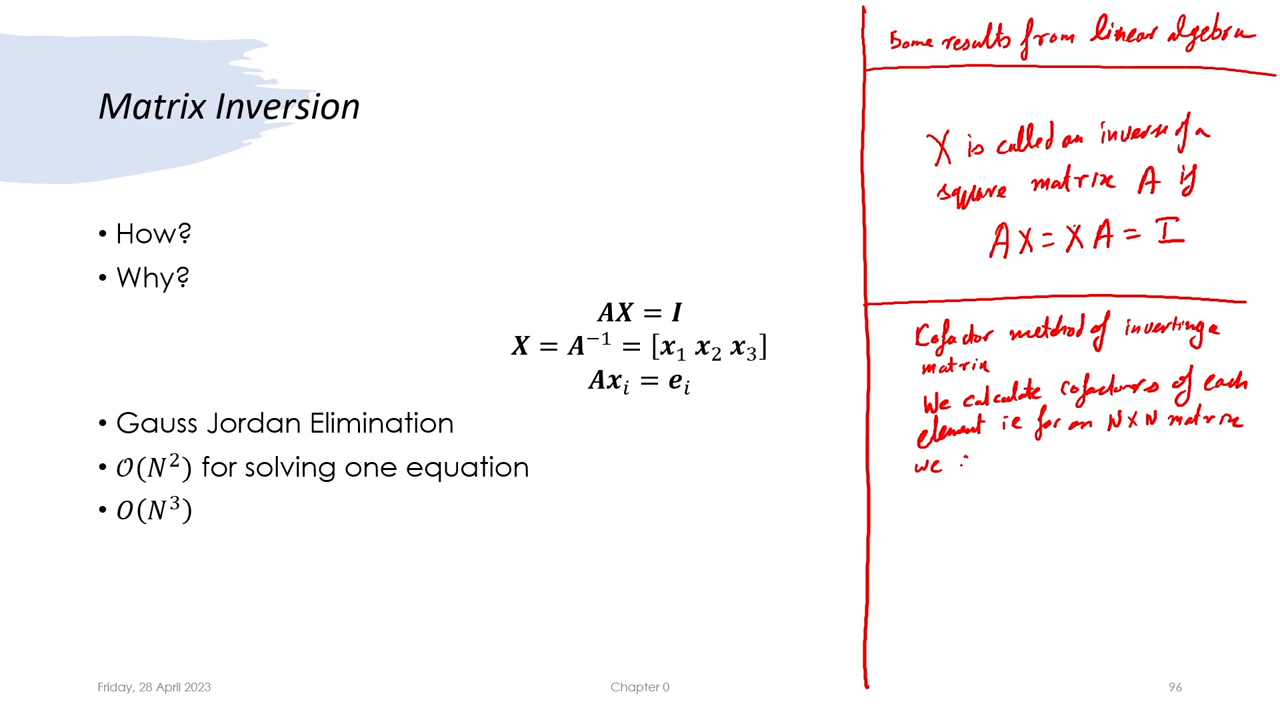 Matrix Inversion
• How?
• Why?
AX = I
X = A⁻¹ = [x₁ x₂ x₃]
Axᵢ = eᵢ
• Gauss Jordan Elimination
• 𝒪(N²) for solving one equation
• O(N³)
Friday, 28 April 2023
Chapter 0
96
Some results from linear algebra
X is called an inverse of a
square matrix A if
AX = XA = I
Cofactor method of inverting a
matrix
We calculate cofactors of each
element ie for an N X N matrix
we